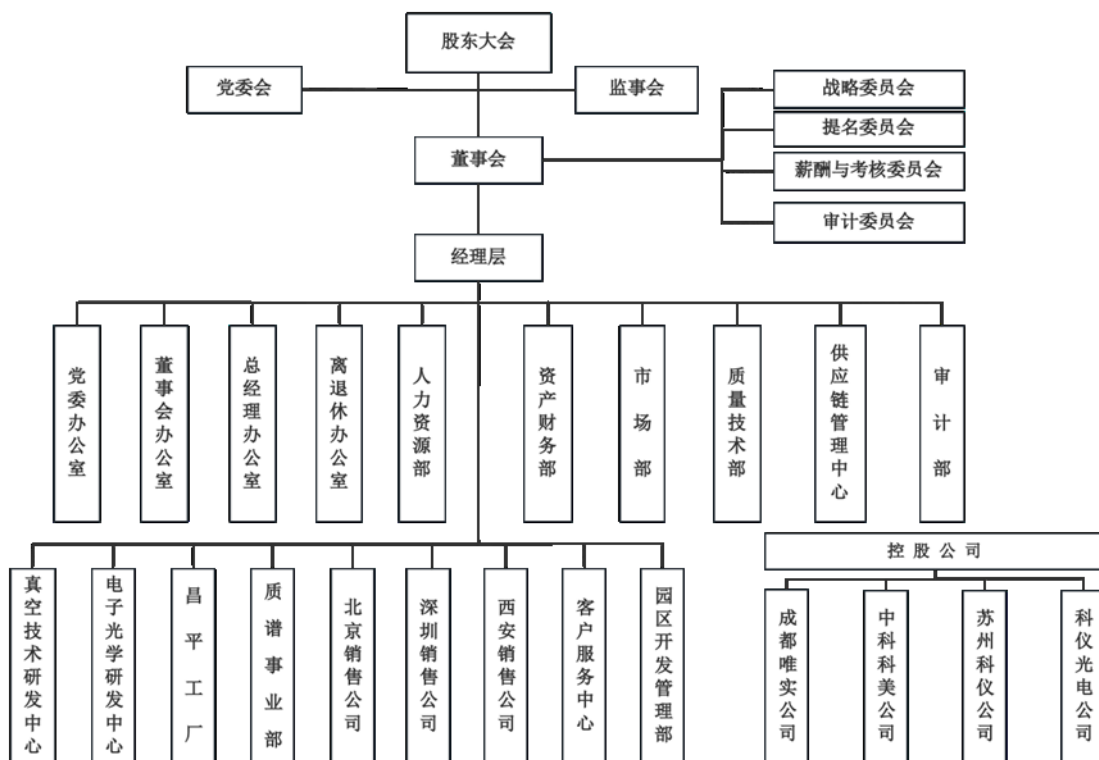 股东大会
党委会
监事会
战略委员会
提名委员会
董事会
薪酬与考核委员会
审计委员会
经理层
党委办公室
董事会办公室
总经理办公室
离退休办公室
人力资源部
资产财务部
市场部
质量技术部
供应链管理中心
审计部
控股公司
真空技术研发中心
电子光学研发中心
昌平工厂
质谱事业部
北京销售公司
深圳销售公司
西安销售公司
客户服务中心
园区开发管理部
成都唯实公司
中科科美公司
苏州科仪公司
科仪光电公司